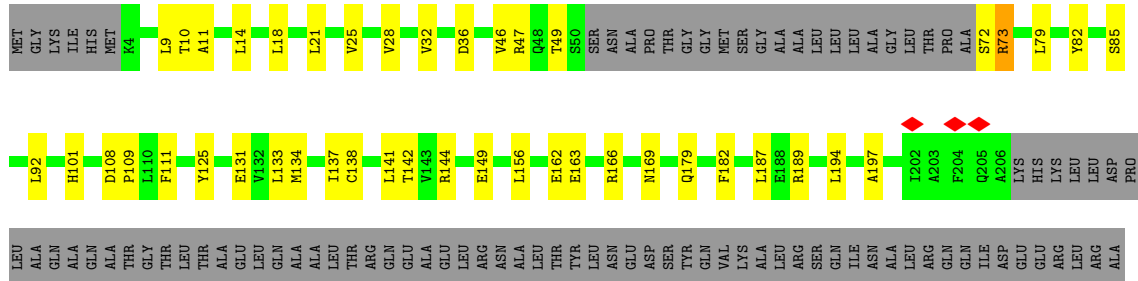 MET GLY LYS ILE HIS MET K4 L9 T10 A11 L14 L18 L21 V25 V28 V32 D36 V46 R47 Q48 T49 S50 SER ASN ALA PRO THR GLY GLY MET SER GLY ALA ALA LEU LEU LEU ALA GLY LEU THR PRO ALA S72 R73 L79 Y82 S85
L92 H101 D108 P109 L110 F111 Y125 E131 V132 L133 M134 I137 C138 L141 T142 V143 R144 E149 L156 E162 E163 R166 N169 Q179 F182 L187 E188 R189 L194 A197 I202 A203 F204 Q205 A206 LYS HIS LYS LEU LEU ASP PRO
LEU ALA GLN ALA GLN ALA THR GLY THR LEU THR ALA GLU LEU GLN ALA ALA LEU THR ARG GLN GLU ALA GLU LEU ARG ASN ALA LEU THR TYR LEU ASN GLU ASP SER TYR GLN VAL LYS ALA LEU ARG SER GLN ILE ASN ALA LEU ARG GLN GLN ILE ASP GLU GLU ARG LEU ARG ALA